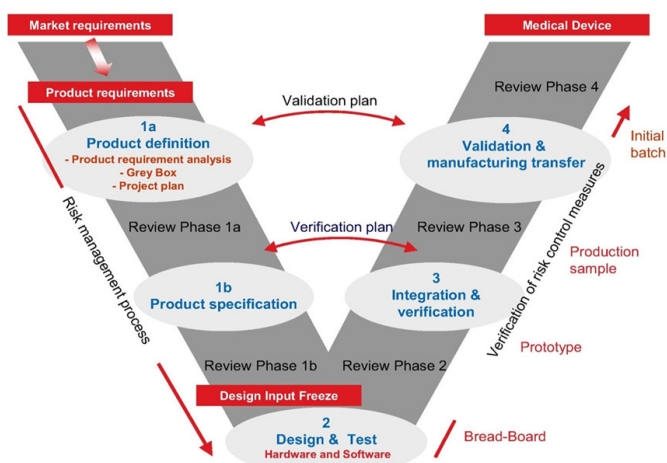 Market requirements
Medical Device
Product requirements
Review Phase 4
Validation plan
1a
Product definition
- Product requirement analysis
- Grey Box
- Project plan
4
Validation &
manufacturing transfer
Initial
batch
Risk management process
Review Phase 1a
Verification plan
Review Phase 3
Verification of risk control measures
Production
sample
1b
Product specification
3
Integration &
verification
Prototype
Review Phase 1b
Review Phase 2
Design Input Freeze
2
Design & Test
Hardware and Software
Bread-Board